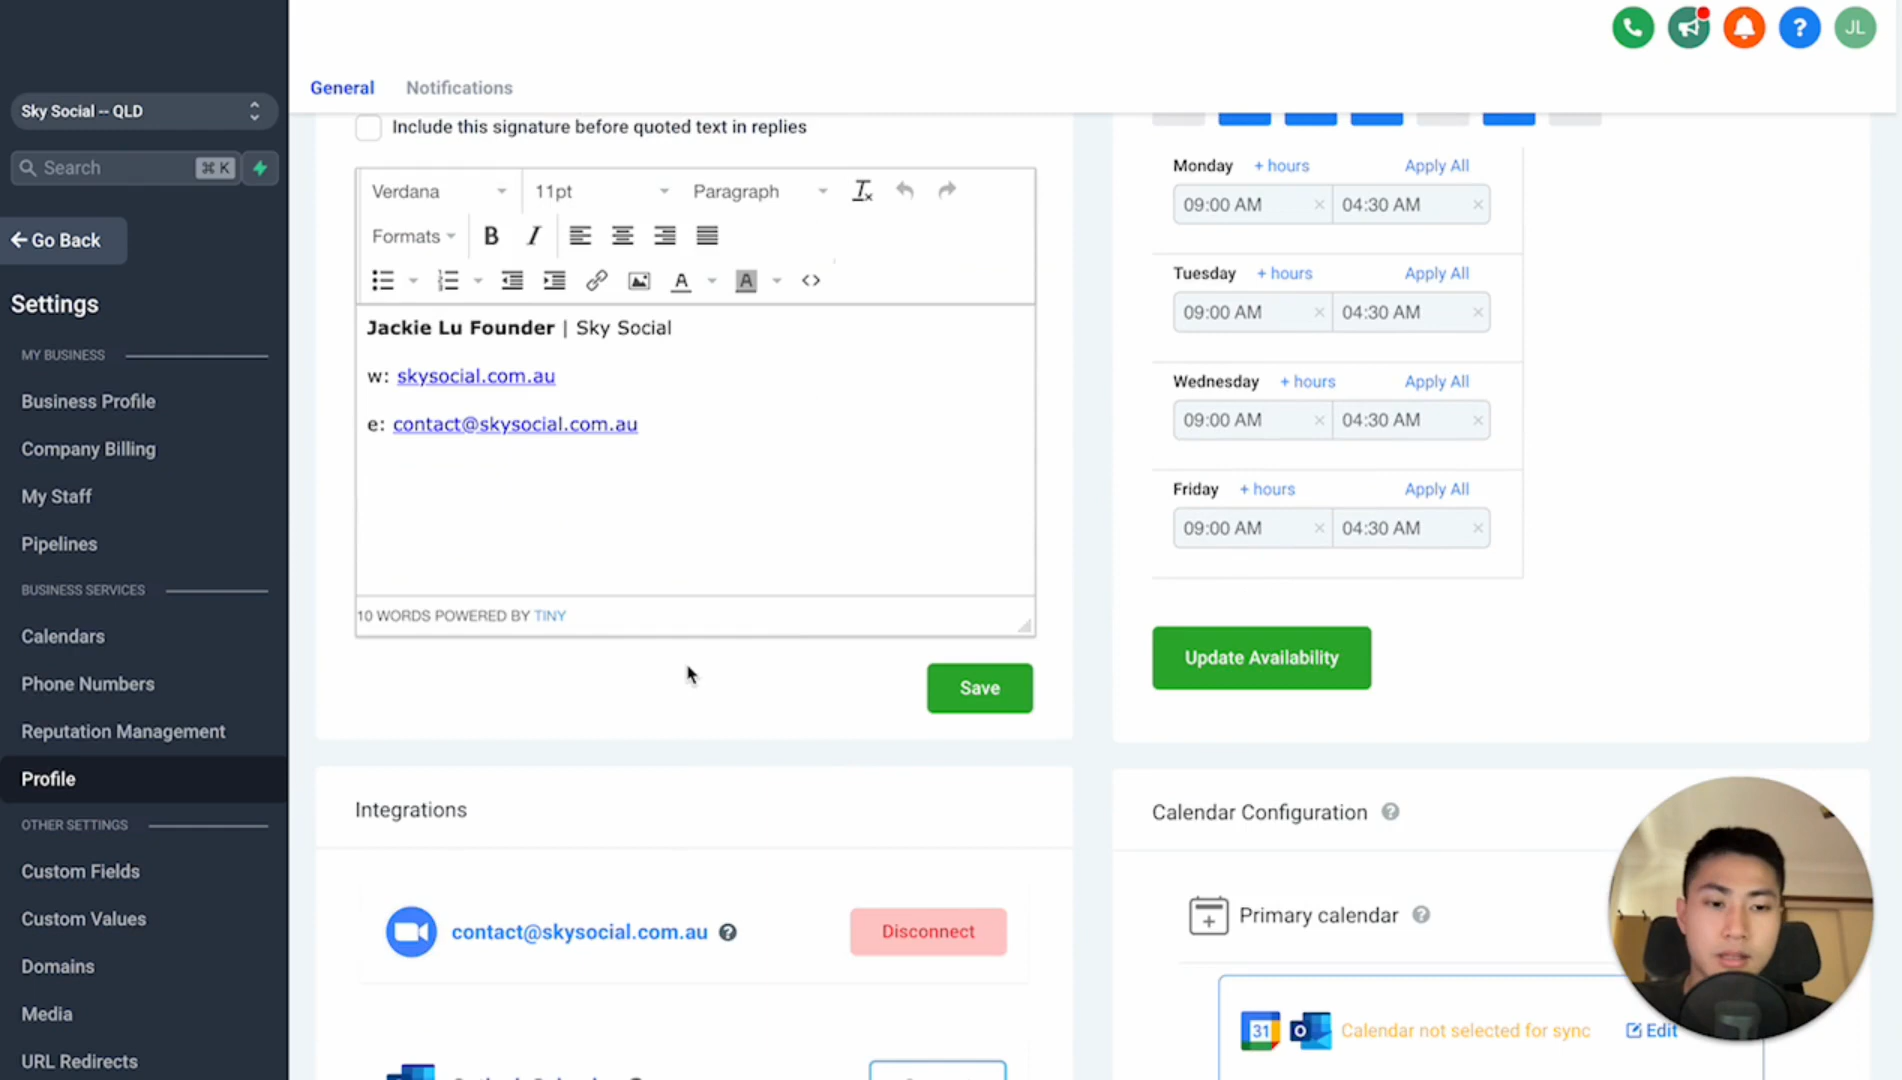 JL
Sky Social -- QLD
Search
⌘ K
Go Back
Settings
MY BUSINESS
Business Profile
Company Billing
My Staff
Pipelines
BUSINESS SERVICES
Calendars
Phone Numbers
Reputation Management
Profile
OTHER SETTINGS
Custom Fields
Custom Values
Domains
Media
URL Redirects
General Notifications
Include this signature before quoted text in replies
Verdana 11pt Paragraph
Formats B I
A A <>
Jackie Lu Founder | Sky Social
w: skysocial.com.au
e: contact@skysocial.com.au
10 WORDS POWERED BY TINY
Save
Integrations
contact@skysocial.com.au
Disconnect
Monday + hours Apply All
09:00 AM × 04:30 AM ×
Tuesday + hours Apply All
09:00 AM × 04:30 AM ×
Wednesday + hours Apply All
09:00 AM × 04:30 AM ×
Friday + hours Apply All
09:00 AM × 04:30 AM ×
Update Availability
Calendar Configuration
Primary calendar
31
Calendar not selected for sync Edit